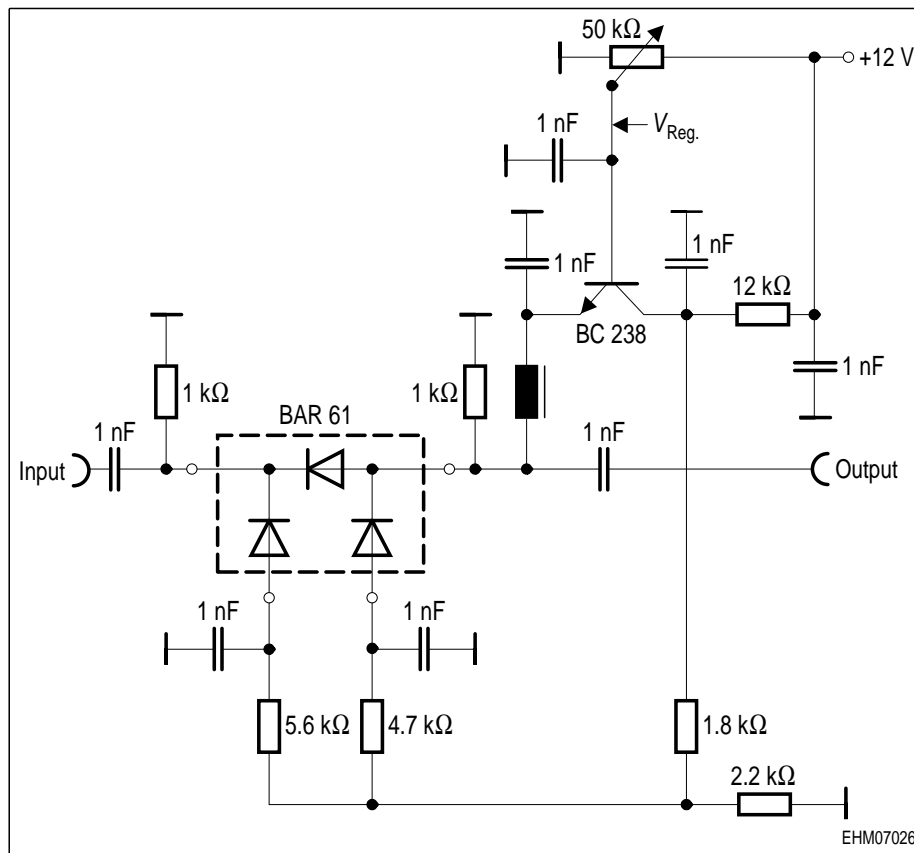 50 kΩ
+12 V
1 nF
V Reg.
1 nF
1 nF
12 kΩ
BC 238
1 nF
1 kΩ
1 kΩ
BAR 61
1 nF
1 nF
Input
Output
1 nF
1 nF
5.6 kΩ
4.7 kΩ
1.8 kΩ
2.2 kΩ
EHM07026